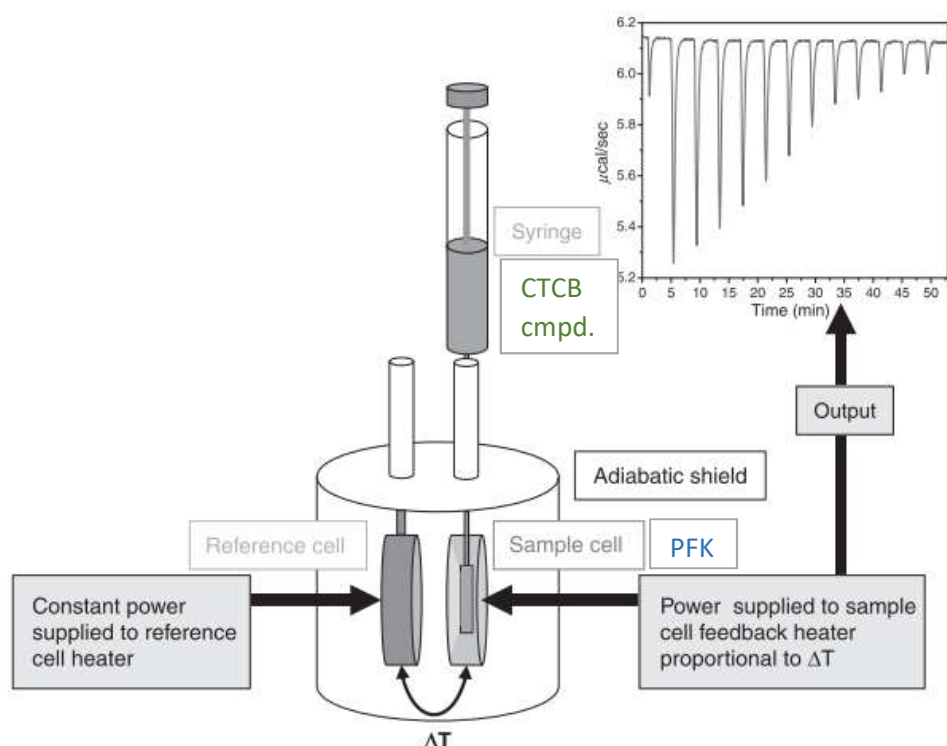 6.2
6.0
5.8
5.6
5.4
5.2
μcal/sec
0 5 10 15 20 25 30 35 40 45 50
Time (min)
Syringe
CTCB
cmpd.
Output
Adiabatic shield
Reference cell
Sample cell
PFK
Constant power
supplied to reference
cell heater
Power supplied to sample
cell feedback heater
proportional to ΔT
ΔT